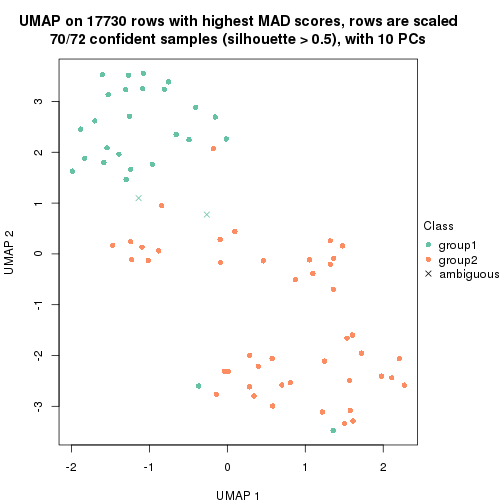 UMAP on 17730 rows with highest MAD scores, rows are scaled
70/72 confident samples (silhouette > 0.5), with 10 PCs
3
2
1
0
-1
-2
-3
UMAP 2
-2
-1
0
1
2
UMAP 1
Class
group1
group2
ambiguous